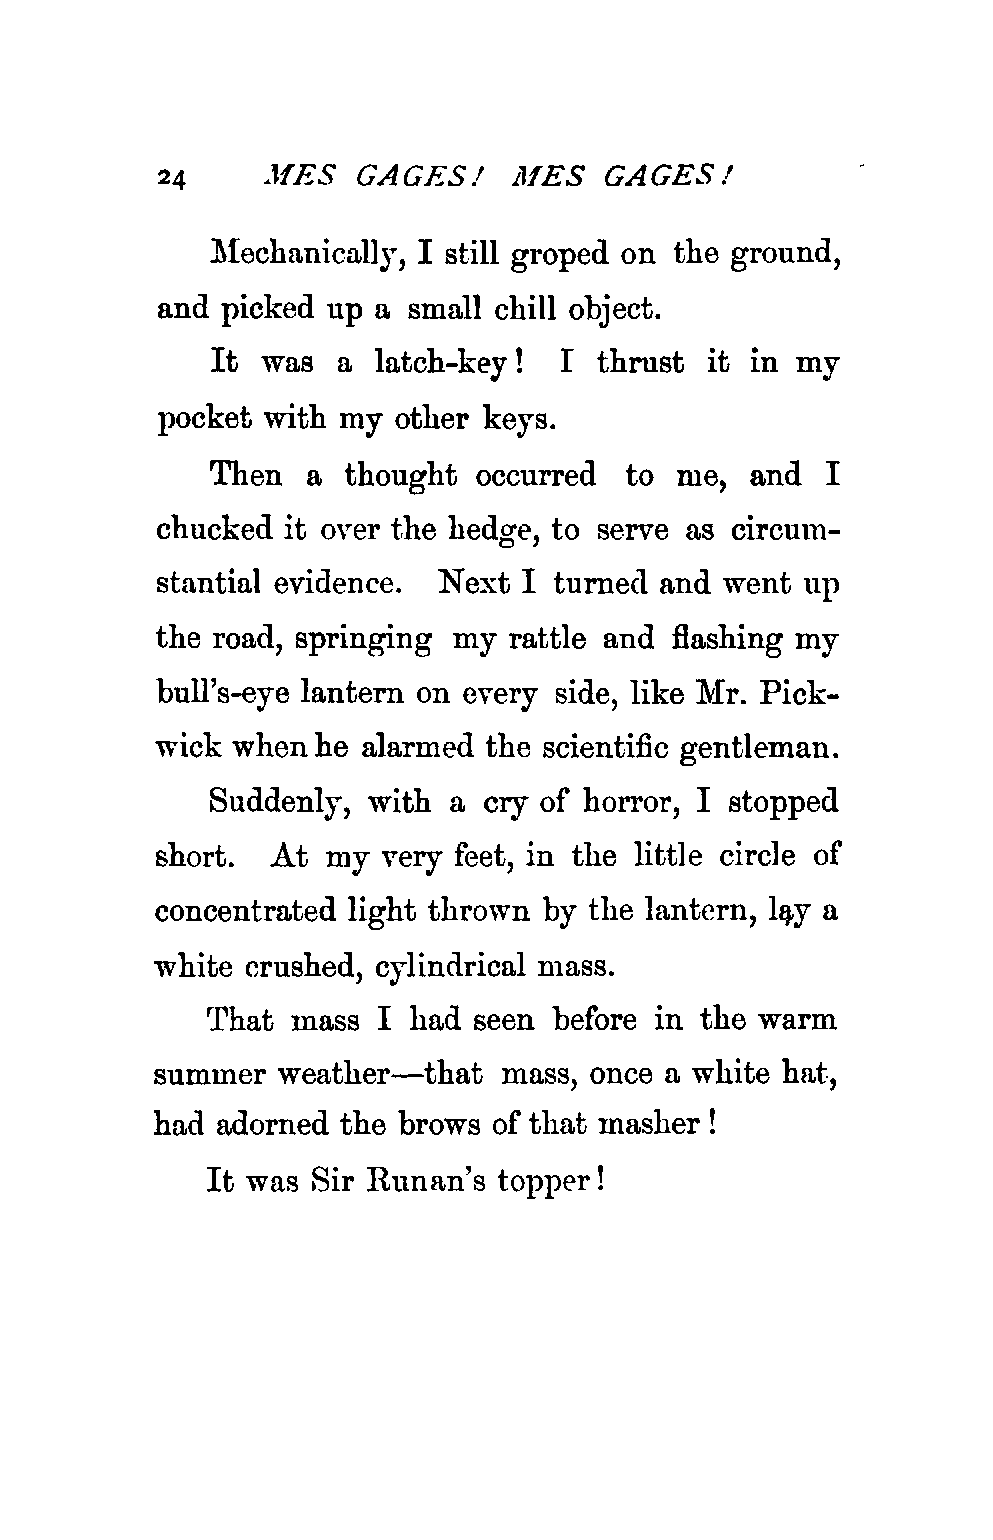 24 MES GAGES! MES GAGES!
Mechanically, I still groped on the ground,
and picked up a small chill object.
It was a latch-key! I thrust it in my
pocket with my other keys.
Then a thought occurred to me, and I
chucked it over the hedge, to serve as circum-
stantial evidence. Next I turned and went up
the road, springing my rattle and flashing my
bull's-eye lantern on every side, like Mr. Pick-
wick when he alarmed the scientific gentleman.
Suddenly, with a cry of horror, I stopped
short. At my very feet, in the little circle of
concentrated light thrown by the lantern, lay a
white crushed, cylindrical mass.
That mass I had seen before in the warm
summer weather—that mass, once a white hat,
had adorned the brows of that masher!
It was Sir Runan's topper!